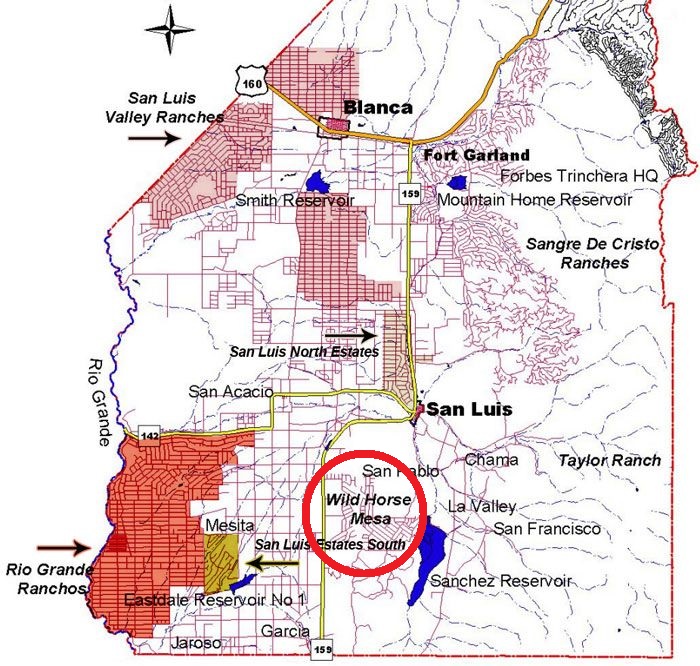 160
San Luis
Valley Ranches
Blanca
Fort Garland
Forbes Trinchera HQ
159
Smith Reservoir
Mountain Home Reservoir
Sangre De Cristo
Ranches
San Luis North Estates
Rio Grande
San Acacio
San Luis
142
San Pablo
Chama
Taylor Ranch
Wild Horse
Mesa
La Valley
Mesita
San Francisco
San Luis Estates South
Rio Grande
Ranchos
Sanchez Reservoir
Eastdale Reservoir No 1
Garcia
Jaroso
159